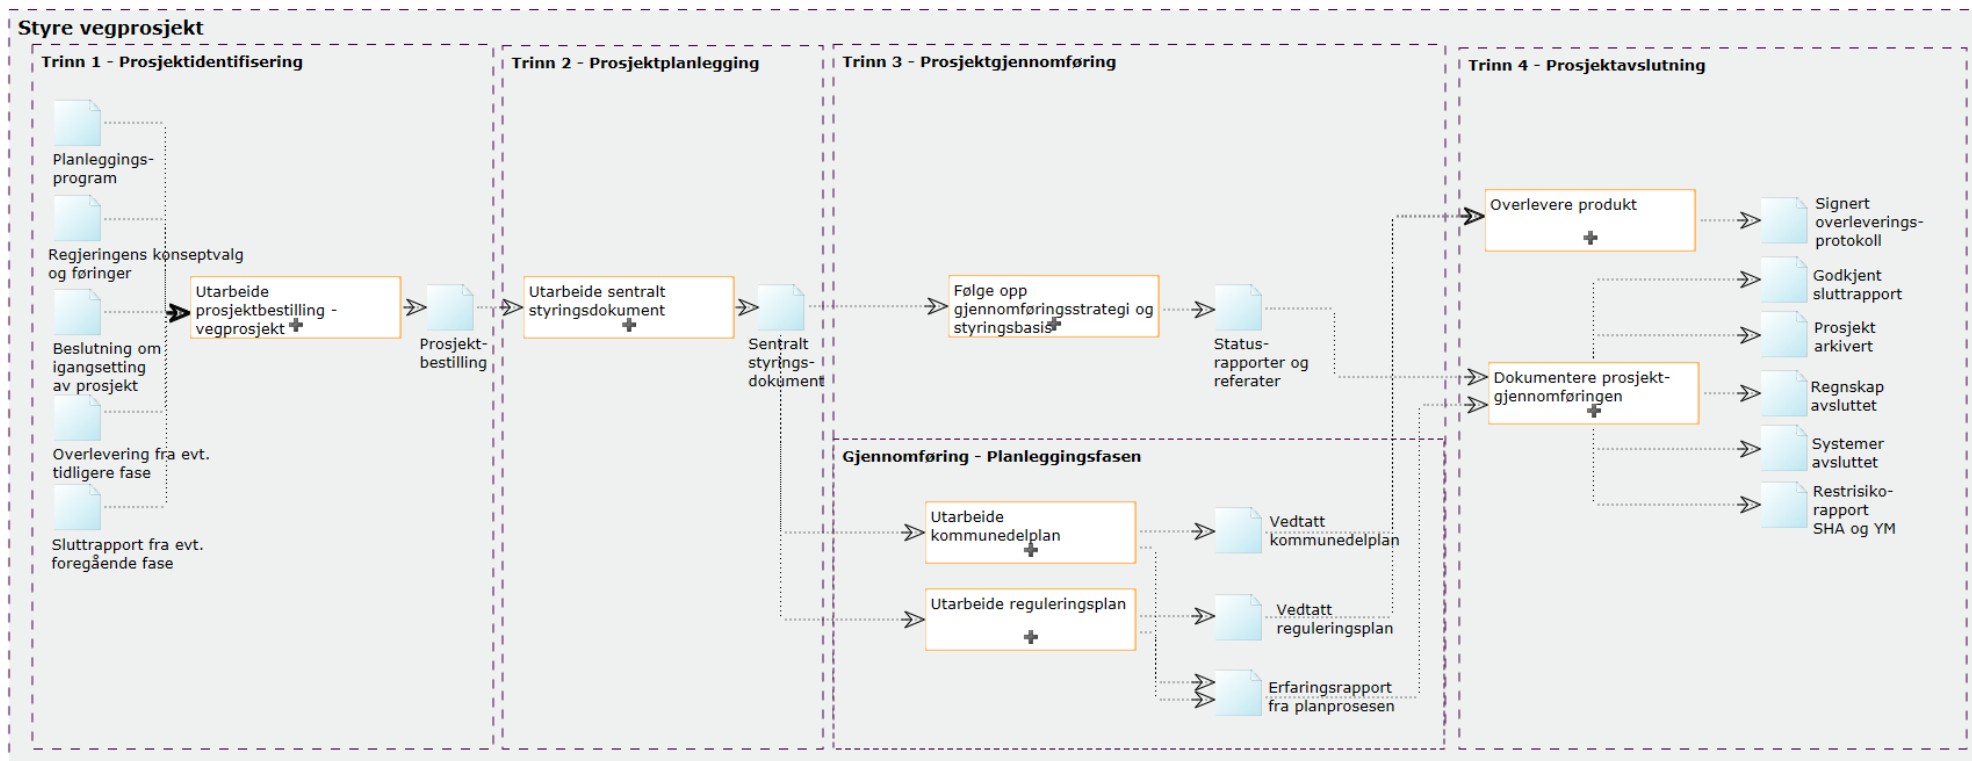 Styre vegprosjekt
Trinn 1 - Prosjektidentifisering
Planleggings-
program
Regjeringens konseptvalg
og føringer
Beslutning om
igangsetting
av prosjekt
Overlevering fra evt.
tidligere fase
Sluttrapport fra evt.
foregående fase
Utarbeide
prosjektbestilling -
vegprosjekt
Prosjekt-
bestilling
Trinn 2 - Prosjektplanlegging
Utarbeide sentralt
styringsdokument
Sentralt
styrings-
dokument
Trinn 3 - Prosjektgjennomføring
Følge opp
gjennomføringsstrategi og
styringsbasis
Status-
rapporter og
referater
Gjennomføring - Planleggingsfasen
Utarbeide
kommunedelplan
Vedtatt
kommunedelplan
Utarbeide reguleringsplan
Vedtatt
reguleringsplan
Erfaringsrapport
fra planprosesen
Trinn 4 - Prosjektavslutning
Overlevere produkt
Signert
overleverings-
protokoll
Godkjent
sluttrapport
Prosjekt
arkivert
Dokumentere prosjekt-
gjennomføringen
Regnskap
avsluttet
Systemer
avsluttet
Restrisiko-
rapport
SHA og YM